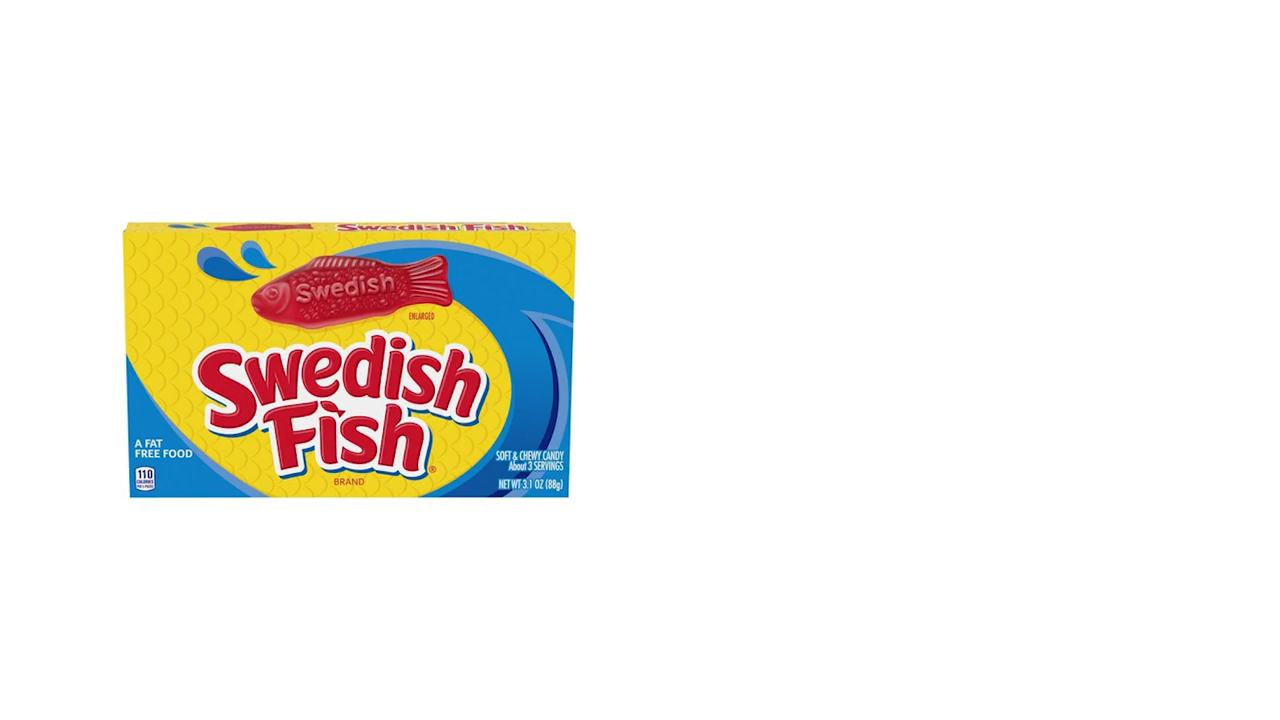 Swedish Fish
Swedish
ENLARGED
Swedish
Fish®
BRAND
A FAT
FREE FOOD
110
CALORIES
SOFT & CHEWY CANDY
About 3 SERVINGS
NET WT 3.1 OZ (88g)